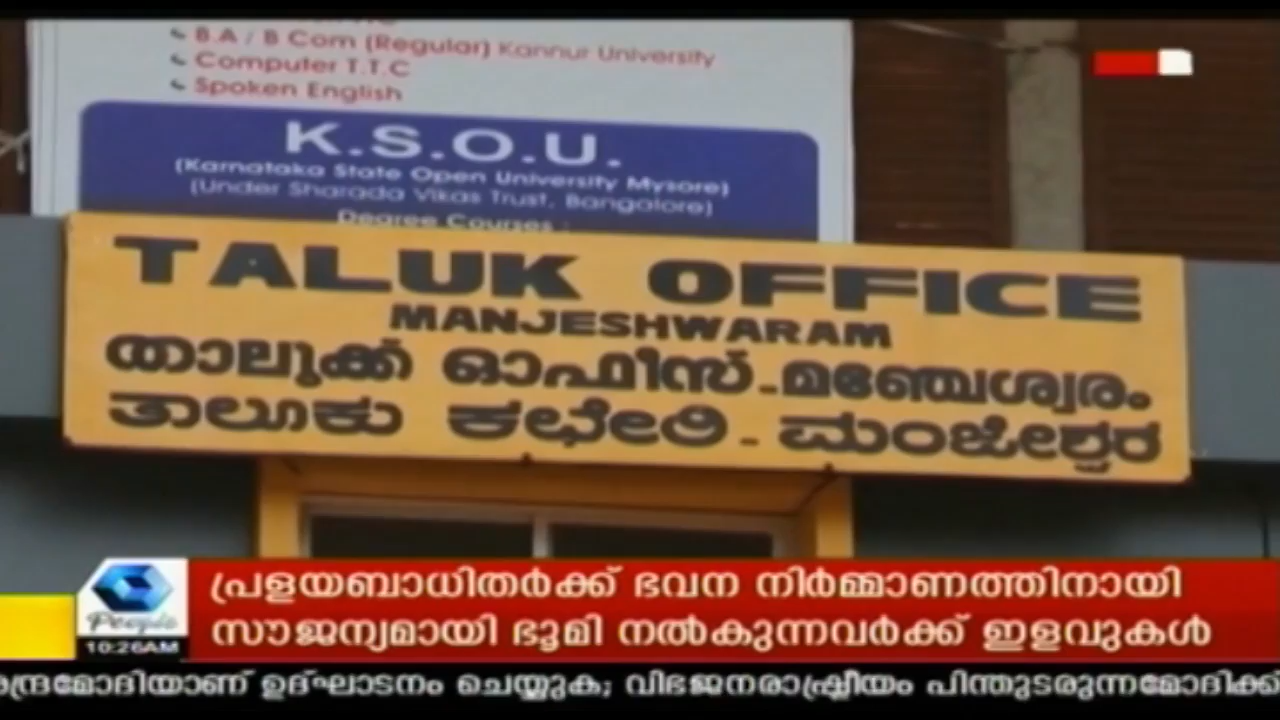 B.A / B Com (Regular) Kannur University
Computer T.T.C
Spoken English
K.S.O.U.
(Karnataka State Open University Mysore)
(Under Sharada Vikas Trust, Bangalore)
Degree Courses :
TALUK OFFICE
MANJESHWARAM
താലൂക്ക് ഓഫീസ്-മഞ്ചേശ്വരം
ತಾಲೂಕು ಕಛೇರಿ - ಮಂಜೇಶ್ವರ
പ്രളയബാധിതർക്ക് ഭവന നിർമ്മാണത്തിനായി
സൗജന്യമായി ഭൂമി നൽകുന്നവർക്ക് ഇളവുകൾ
People
10:26AM
ഉദ്ഘാടനം ചെയ്യുക; വിഭജനരാഷ്ട്രീയം പിന്തുടരുന്നമോദിക്ക്